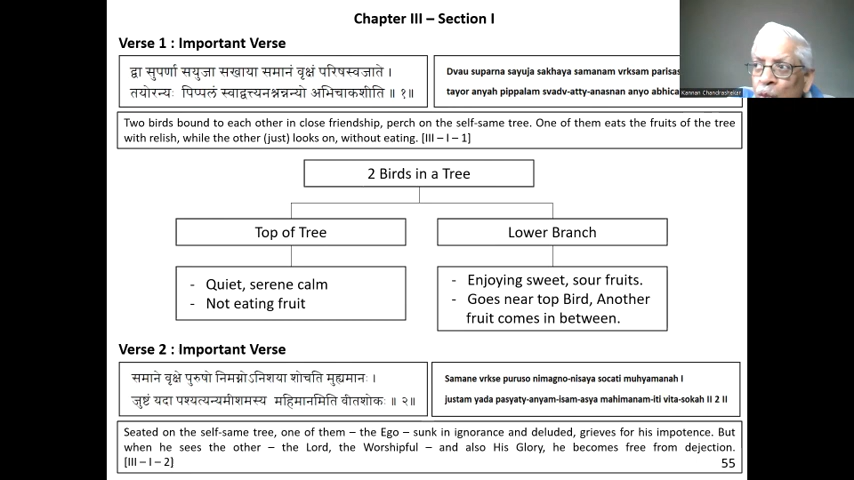 Chapter III – Section I
Verse 1 : Important Verse
द्वा सुपर्णा सयुजा सखाया समानं वृक्षं परिषस्वजाते ।
तयोरन्यः पिप्पलं स्वाद्वत्त्यनश्नन्नन्यो अभिचाकशीति ॥ १॥
Dvau suparna sayuja sakhaya samanam vrksam
tayor anyah pippalam svadv-atty-anasnan anyo
Kannan Chandrashekar
Two birds bound to each other in close friendship, perch on the self-same tree. One of them eats the fruits of the tree
with relish, while the other (just) looks on, without eating. [III – I – 1]
2 Birds in a Tree
Top of Tree
Lower Branch
- Quiet, serene calm
- Not eating fruit
- Enjoying sweet, sour fruits.
- Goes near top Bird, Another
fruit comes in between.
Verse 2 : Important Verse
समाने वृक्षे पुरुषो निमग्नोऽनिशया शोचति मुह्यमानः ।
जुष्टं यदा पश्यत्यन्यमीशमस्य महिमानमिति वीतशोकः ॥ २॥
Samane vrkse puruso nimagno-nisaya socati muhyamanah I
justam yada pasyaty-anyam-isam-asya mahimanam-iti vita-sokah II 2 II
Seated on the self-same tree, one of them – the Ego – sunk in ignorance and deluded, grieves for his impotence. But
when he sees the other – the Lord, the Worshipful – and also His Glory, he becomes free from dejection.
[III – I – 2]
55